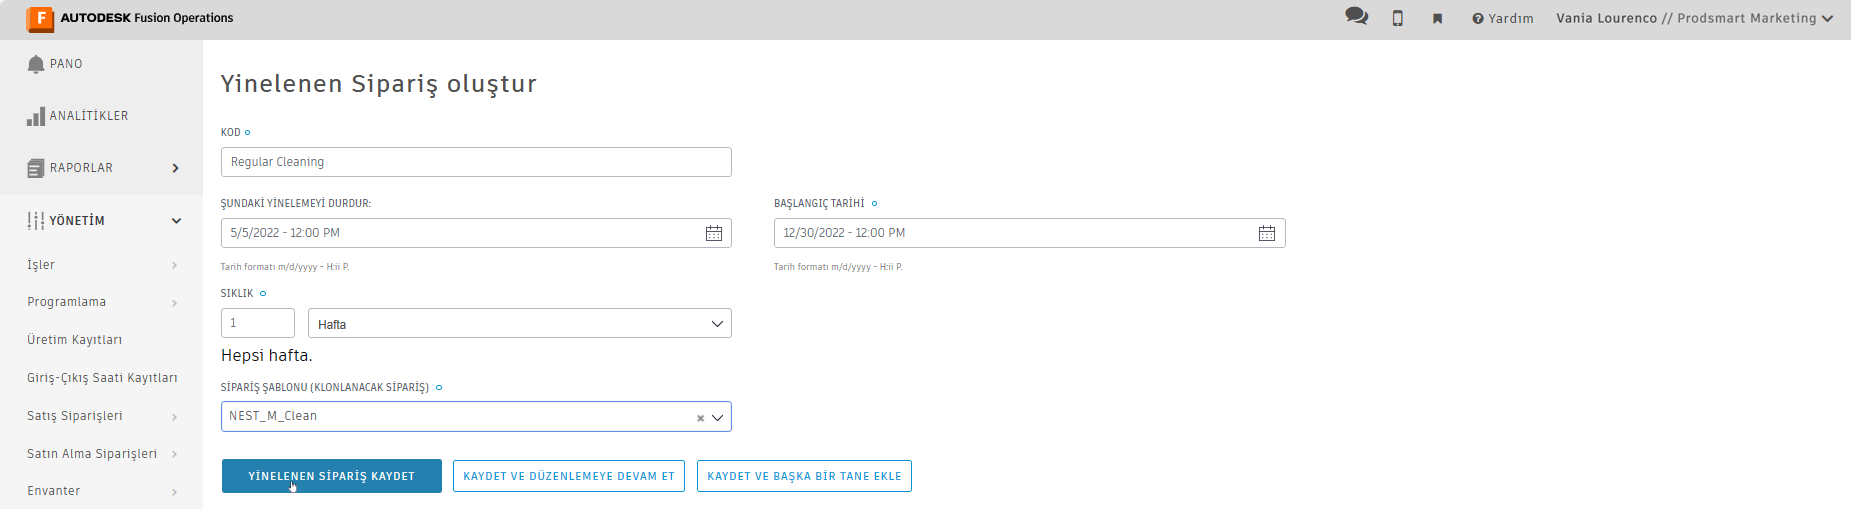 AUTODESK Fusion Operations
Yardım
Vania Lourenco // Prodsmart Marketing
PANO
ANALİTİKLER
RAPORLAR
YÖNETİM
İşler
Programlama
Üretim Kayıtları
Giriş-Çıkış Saati Kayıtları
Satış Siparişleri
Satın Alma Siparişleri
Envanter
Yinelenen Sipariş oluştur
KOD
Regular Cleaning
ŞUNDAKİ YİNELEMEYİ DURDUR:
5/5/2022 - 12:00 PM
Tarih formatı m/d/yyyy - H:ii P.
BAŞLANGIÇ TARİHİ
12/30/2022 - 12:00 PM
Tarih formatı m/d/yyyy - H:ii P.
SIKLIK
1
Hafta
Hepsi hafta.
SİPARİŞ ŞABLONU (KLONLANACAK SİPARİŞ)
NEST_M_Clean
YİNELENEN SİPARİŞ KAYDET
KAYDET VE DÜZENLEMEYE DEVAM ET
KAYDET VE BAŞKA BİR TANE EKLE